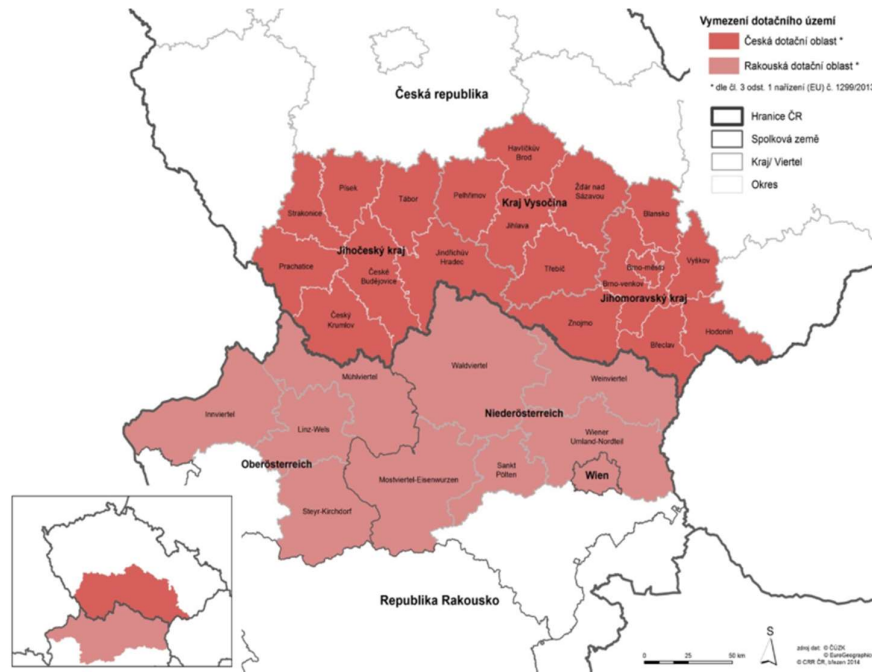 Vymezení dotačního území
Česká dotační oblast *
Rakouská dotační oblast *
* dle čl. 3 odst. 1 nařízení (EU) č. 1299/2013
Hranice ČR
Spolková země
Kraj/ Viertel
Okres
Česká republika
Havlíčkův
Brod
Písek
Tábor
Pelhřimov
Žďár nad
Sázavou
Strakonice
Kraj Vysočina
Blansko
Jihlava
Jihočeský kraj
Jindřichův
Hradec
Vyškov
Prachatice
České
Budějovice
Třebíč
Brno-město
Brno-venkov
Jihomoravský kraj
Český
Krumlov
Znojmo
Hodonín
Břeclav
Waldviertel
Mühlviertel
Weinviertel
Innviertel
Niederösterreich
Linz-Wels
Wiener
Umland-Nordteil
Oberösterreich
Sankt
Pölten
Wien
Mostviertel-Eisenwurzen
Steyr-Kirchdorf
Republika Rakousko
S
0 25 50 km
zdroj dat: © ČÚZK
© EuroGeographic
© CRR ČR, březen 2014